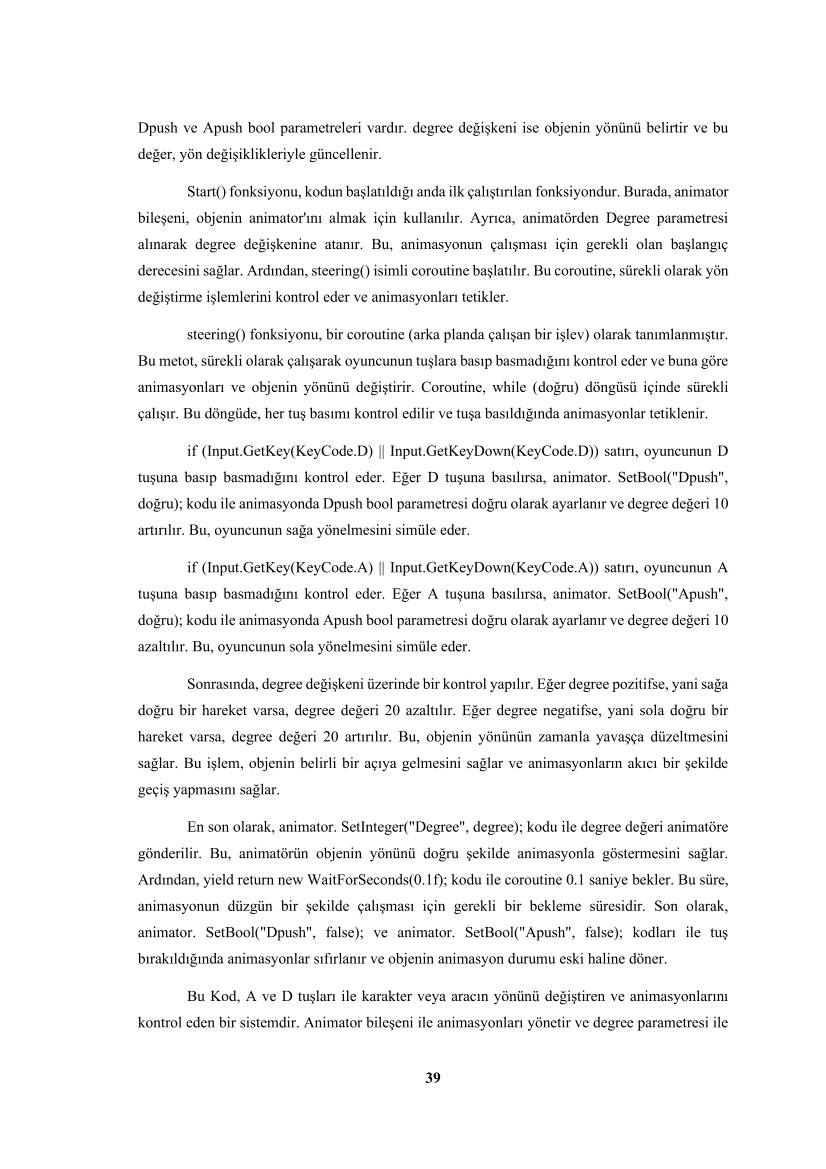 Dpush ve Apush bool parametreleri vardır. degree değişkeni ise objenin yönünü belirtir ve bu
değer, yön değişiklikleriyle güncellenir.
Start() fonksiyonu, kodun başlatıldığı anda ilk çalıştırılan fonksiyondur. Burada, animator
bileşeni, objenin animator'ını almak için kullanılır. Ayrıca, animatörden Degree parametresi
alınarak degree değişkenine atanır. Bu, animasyonun çalışması için gerekli olan başlangıç
derecesini sağlar. Ardından, steering() isimli coroutine başlatılır. Bu coroutine, sürekli olarak yön
değiştirme işlemlerini kontrol eder ve animasyonları tetikler.
steering() fonksiyonu, bir coroutine (arka planda çalışan bir işlev) olarak tanımlanmıştır.
Bu metot, sürekli olarak çalışarak oyuncunun tuşlara basıp basmadığını kontrol eder ve buna göre
animasyonları ve objenin yönünü değiştirir. Coroutine, while (doğru) döngüsü içinde sürekli
çalışır. Bu döngüde, her tuş basımı kontrol edilir ve tuşa basıldığında animasyonlar tetiklenir.
if (Input.GetKey(KeyCode.D) || Input.GetKeyDown(KeyCode.D)) satırı, oyuncunun D
tuşuna basıp basmadığını kontrol eder. Eğer D tuşuna basılırsa, animator. SetBool("Dpush",
doğru); kodu ile animasyonda Dpush bool parametresi doğru olarak ayarlanır ve degree değeri 10
artırılır. Bu, oyuncunun sağa yönelmesini simüle eder.
if (Input.GetKey(KeyCode.A) || Input.GetKeyDown(KeyCode.A)) satırı, oyuncunun A
tuşuna basıp basmadığını kontrol eder. Eğer A tuşuna basılırsa, animator. SetBool("Apush",
doğru); kodu ile animasyonda Apush bool parametresi doğru olarak ayarlanır ve degree değeri 10
azaltılır. Bu, oyuncunun sola yönelmesini simüle eder.
Sonrasında, degree değişkeni üzerinde bir kontrol yapılır. Eğer degree pozitifse, yani sağa
doğru bir hareket varsa, degree değeri 20 azaltılır. Eğer degree negatifse, yani sola doğru bir
hareket varsa, degree değeri 20 artırılır. Bu, objenin yönünün zamanla yavaşça düzeltmesini
sağlar. Bu işlem, objenin belirli bir açıya gelmesini sağlar ve animasyonların akıcı bir şekilde
geçiş yapmasını sağlar.
En son olarak, animator. SetInteger("Degree", degree); kodu ile degree değeri animatöre
gönderilir. Bu, animatörün objenin yönünü doğru şekilde animasyonla göstermesini sağlar.
Ardından, yield return new WaitForSeconds(0.1f); kodu ile coroutine 0.1 saniye bekler. Bu süre,
animasyonun düzgün bir şekilde çalışması için gerekli bir bekleme süresidir. Son olarak,
animator. SetBool("Dpush", false); ve animator. SetBool("Apush", false); kodları ile tuş
bırakıldığında animasyonlar sıfırlanır ve objenin animasyon durumu eski haline döner.
Bu Kod, A ve D tuşları ile karakter veya aracın yönünü değiştiren ve animasyonlarını
kontrol eden bir sistemdir. Animator bileşeni ile animasyonları yönetir ve degree parametresi ile
39